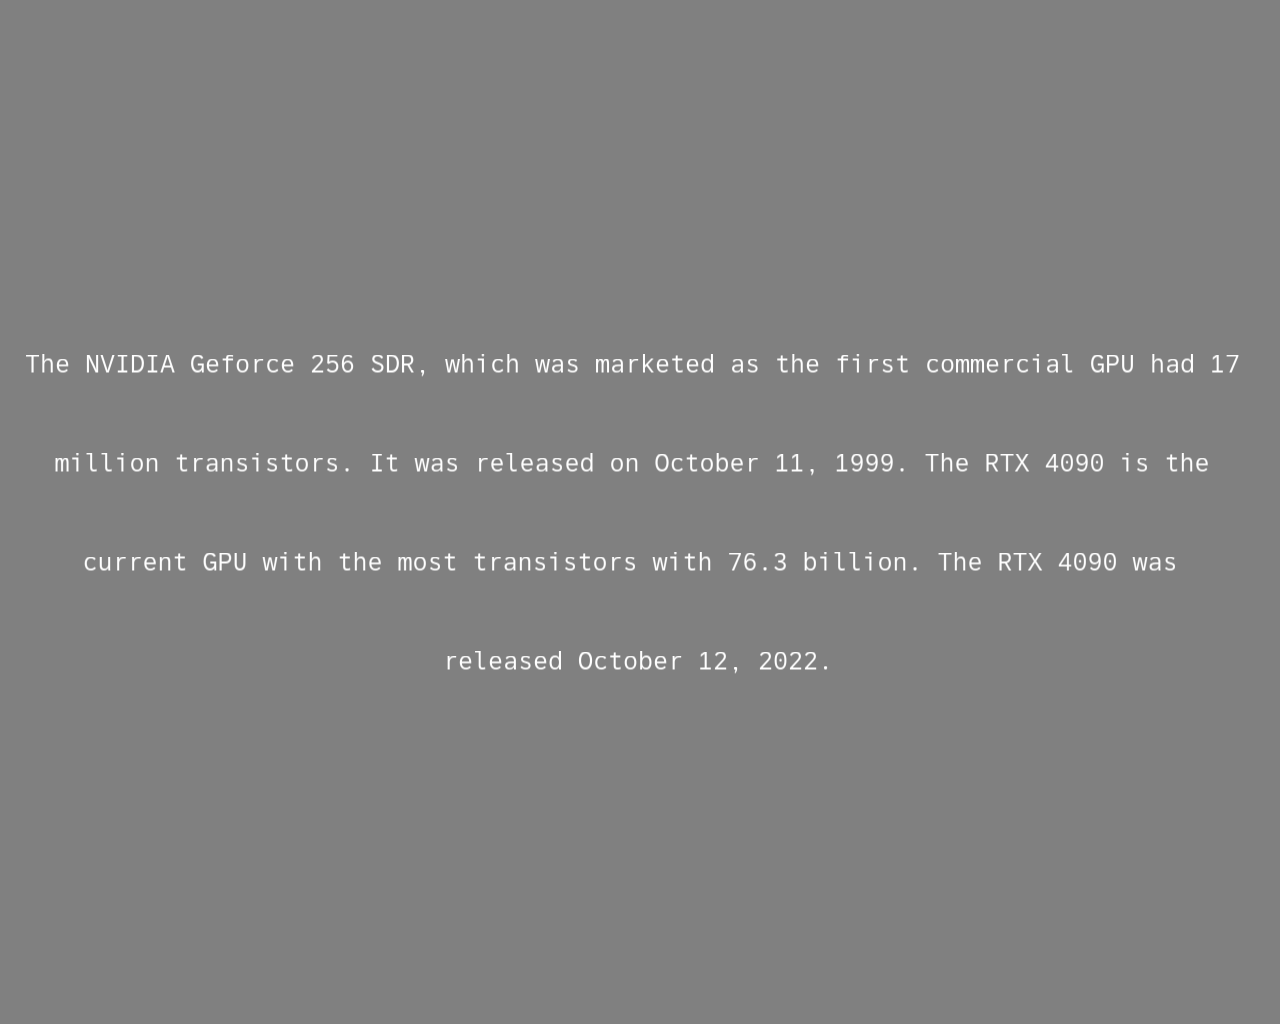 The NVIDIA Geforce 256 SDR, which was marketed as the first commercial GPU had 17
million transistors. It was released on October 11, 1999. The RTX 4090 is the
current GPU with the most transistors with 76.3 billion. The RTX 4090 was
released October 12, 2022.